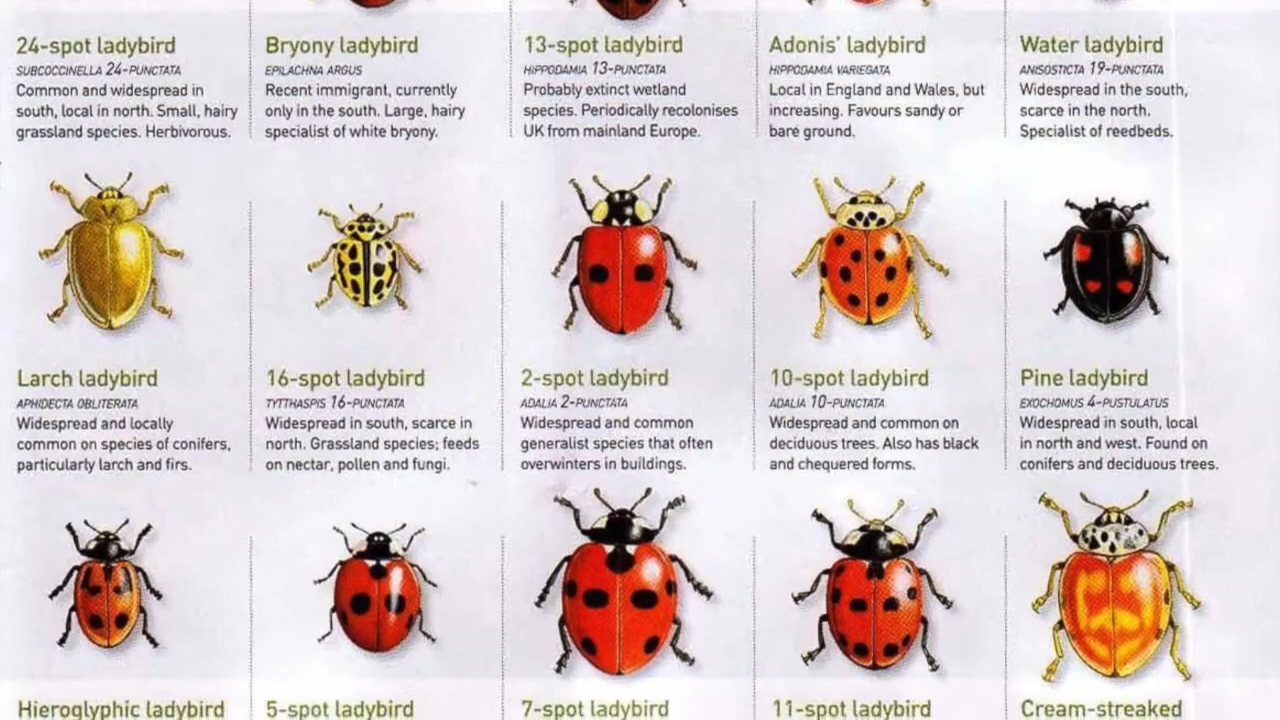 24-spot ladybird
SUBCOCCINELLA 24-PUNCTATA
Common and widespread in
south, local in north. Small, hairy
grassland species. Herbivorous.
Bryony ladybird
EPILACHNA ARGUS
Recent immigrant, currently
only in the south. Large, hairy
specialist of white bryony.
13-spot ladybird
HIPPODAMIA 13-PUNCTATA
Probably extinct wetland
species. Periodically recolonises
UK from mainland Europe.
Adonis' ladybird
HIPPODAMIA VARIEGATA
Local in England and Wales, but
increasing. Favours sandy or
bare ground.
Water ladybird
ANISOSTICTA 19-PUNCTATA
Widespread in the south,
scarce in the north.
Specialist of reedbeds.
Larch ladybird
APHIDECTA OBLITERATA
Widespread and locally
common on species of conifers,
particularly larch and firs.
16-spot ladybird
TYTTHASPIS 16-PUNCTATA
Widespread in south, scarce in
north. Grassland species; feeds
on nectar, pollen and fungi.
2-spot ladybird
ADALIA 2-PUNCTATA
Widespread and common
generalist species that often
overwinters in buildings.
10-spot ladybird
ADALIA 10-PUNCTATA
Widespread and common on
deciduous trees. Also has black
and chequered forms.
Pine ladybird
EXOCHOMUS 4-PUSTULATUS
Widespread in south, local
in north and west. Found on
conifers and deciduous trees.
Hieroglyphic ladybird
5-spot ladybird
7-spot ladybird
11-spot ladybird
Cream-streaked